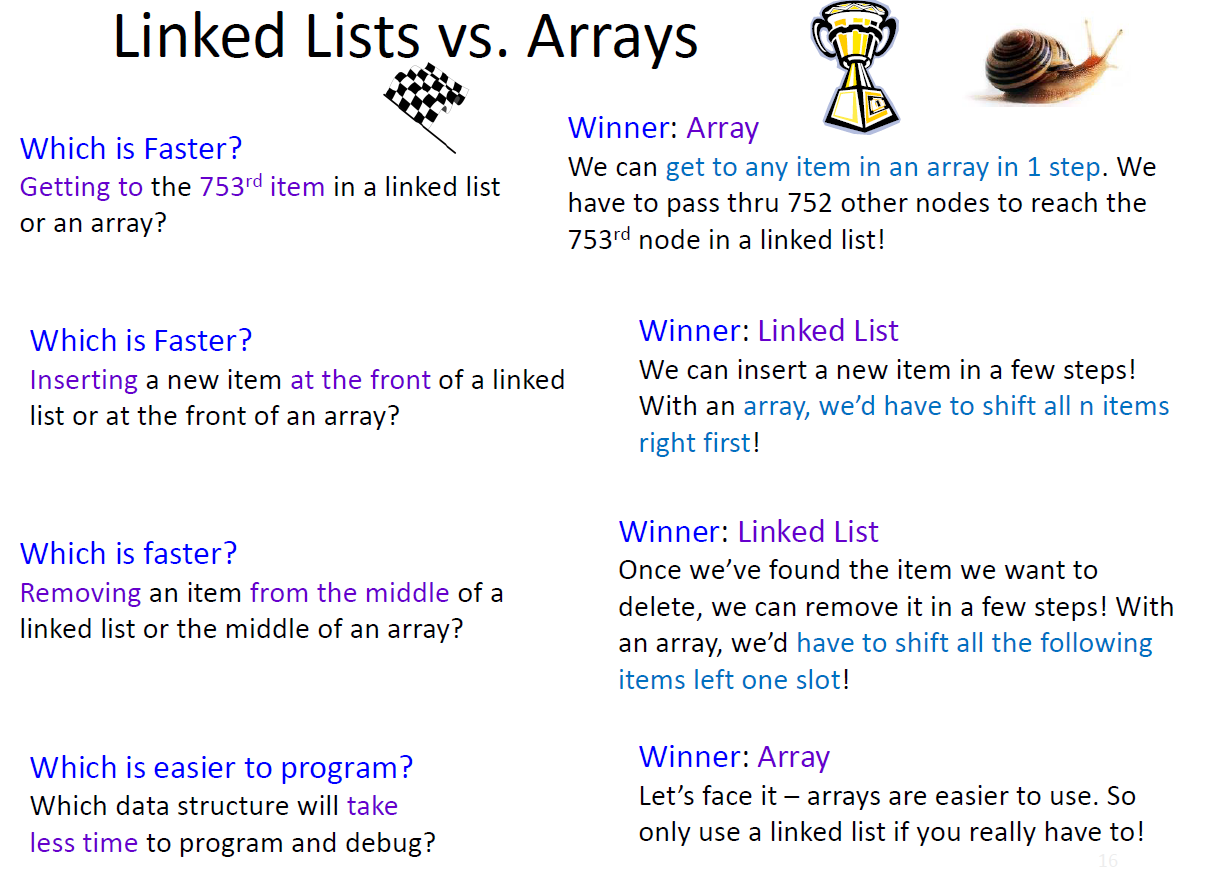 Linked Lists vs. Arrays
Which is Faster?
Getting to the 753rd item in a linked list
or an array?
Winner: Array
We can get to any item in an array in 1 step. We
have to pass thru 752 other nodes to reach the
753rd node in a linked list!
Which is Faster?
Inserting a new item at the front of a linked
list or at the front of an array?
Winner: Linked List
We can insert a new item in a few steps!
With an array, we’d have to shift all n items
right first!
Which is faster?
Removing an item from the middle of a
linked list or the middle of an array?
Winner: Linked List
Once we’ve found the item we want to
delete, we can remove it in a few steps! With
an array, we’d have to shift all the following
items left one slot!
Which is easier to program?
Which data structure will take
less time to program and debug?
Winner: Array
Let’s face it – arrays are easier to use. So
only use a linked list if you really have to!
16
1